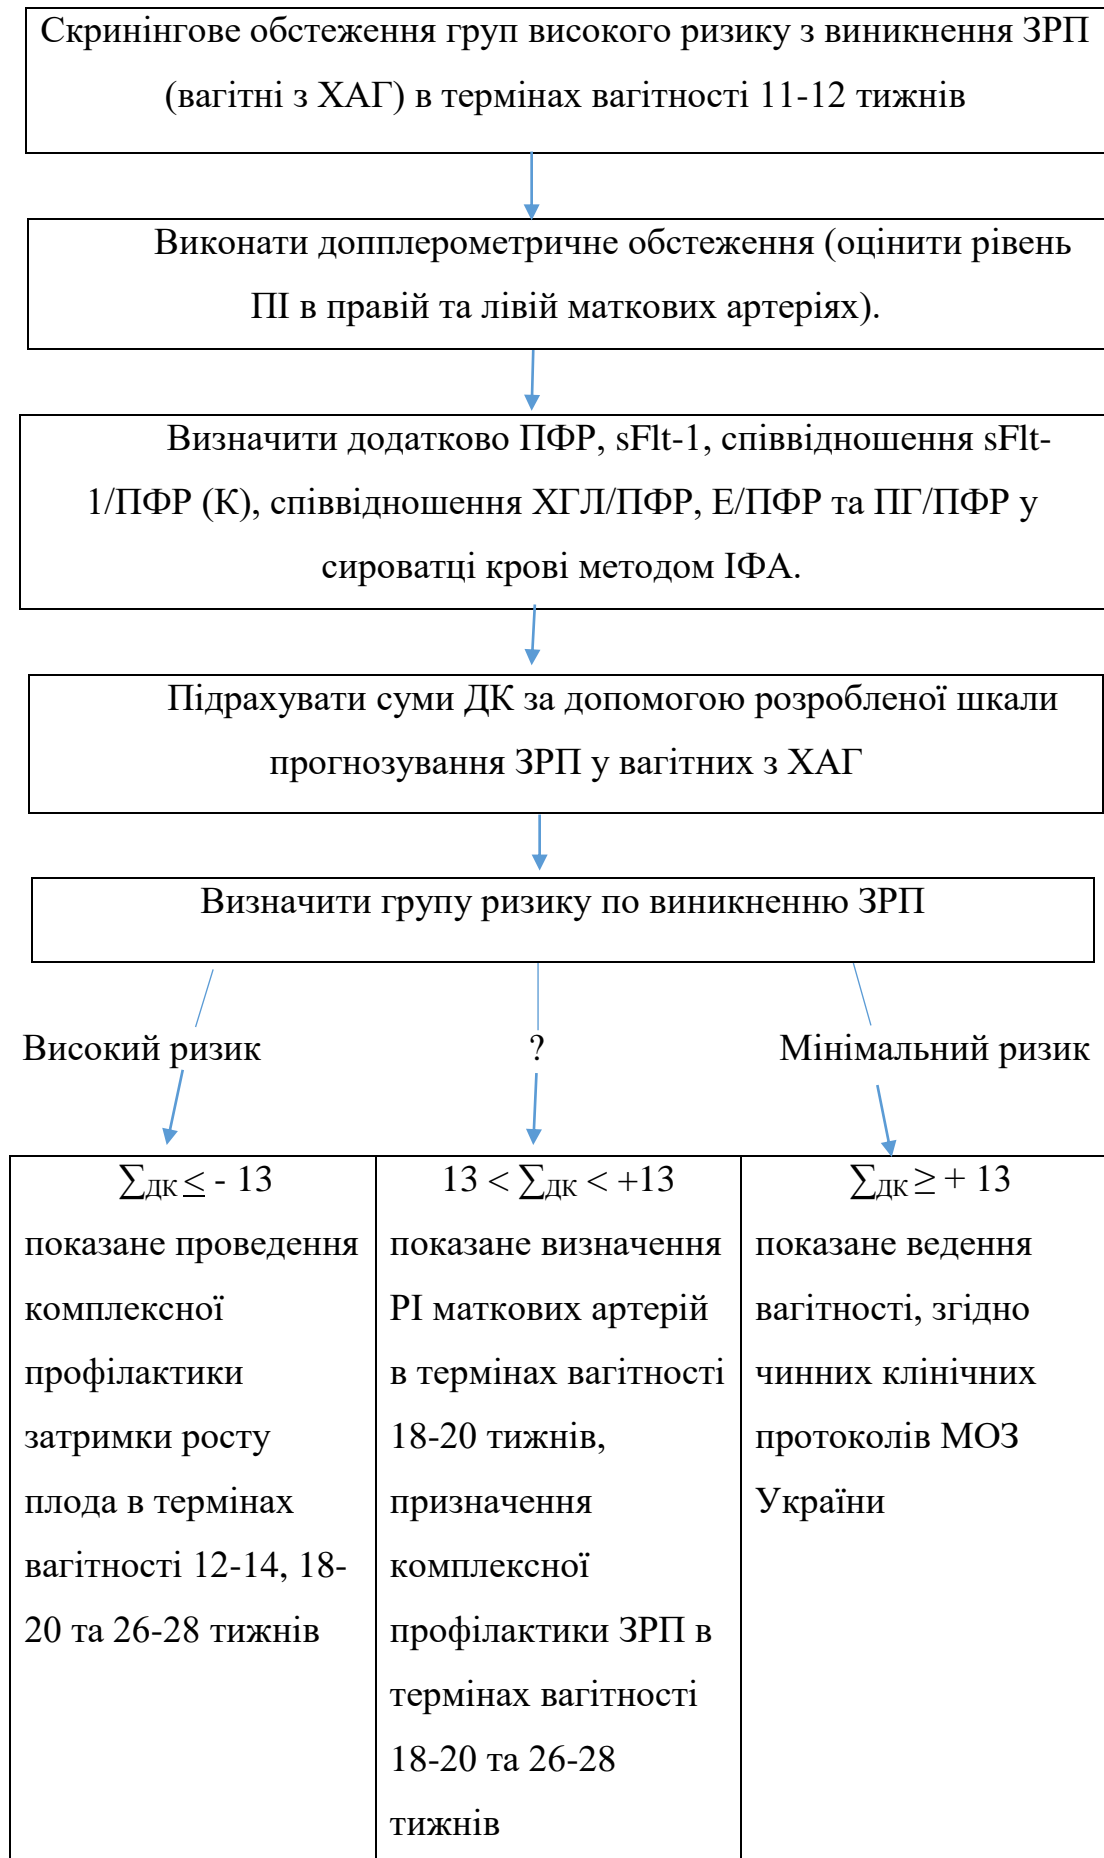 Скринінгове обстеження груп високого ризику з виникнення ЗРП
(вагітні з ХАГ) в термінах вагітності 11-12 тижнів
Виконати допплерометричне обстеження (оцінити рівень
ПІ в правій та лівій маткових артеріях).
Визначити додатково ПФР, sFlt-1, співвідношення sFlt-
1/ПФР (К), співвідношення ХГЛ/ПФР, Е/ПФР та ПГ/ПФР у
сироватці крові методом ІФА.
Підрахувати суми ДК за допомогою розробленої шкали
прогнозування ЗРП у вагітних з ХАГ
Визначити групу ризику по виникненню ЗРП
Високий ризик
?
Мінімальний ризик
∑ДК ≤ - 13
показане проведення
комплексної
профілактики
затримки росту
плода в термінах
вагітності 12-14, 18-
20 та 26-28 тижнів
13 < ∑ДК < +13
показане визначення
РІ маткових артерій
в термінах вагітності
18-20 тижнів,
призначення
комплексної
профілактики ЗРП в
термінах вагітності
18-20 та 26-28
тижнів
∑ДК ≥ + 13
показане ведення
вагітності, згідно
чинних клінічних
протоколів МОЗ
України